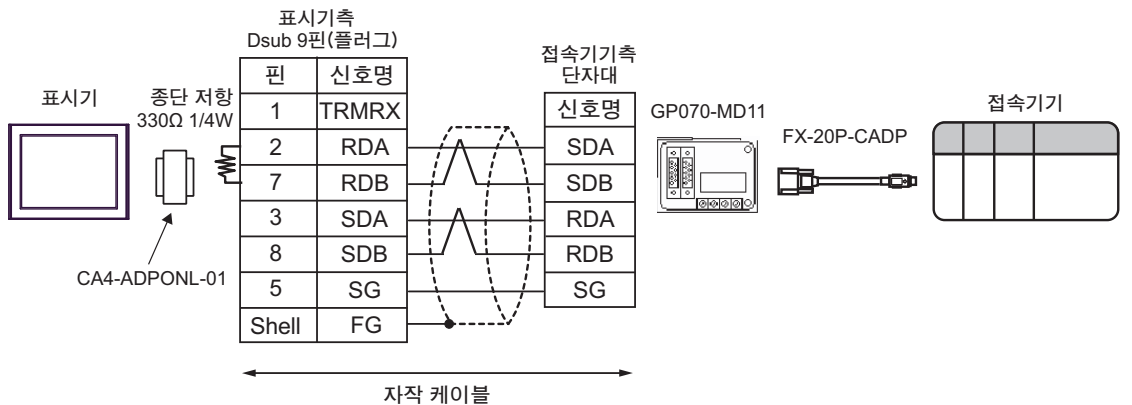 표시기
종단 저항
330Ω 1/4W
CA4-ADPONL-01
표시기측
Dsub 9핀(플러그)
핀 신호명
1 TRMRX
2 RDA
7 RDB
3 SDA
8 SDB
5 SG
Shell FG
접속기기측
단자대
신호명
SDA
SDB
RDA
RDB
SG
GP070-MD11
FX-20P-CADP
접속기기
자작 케이블